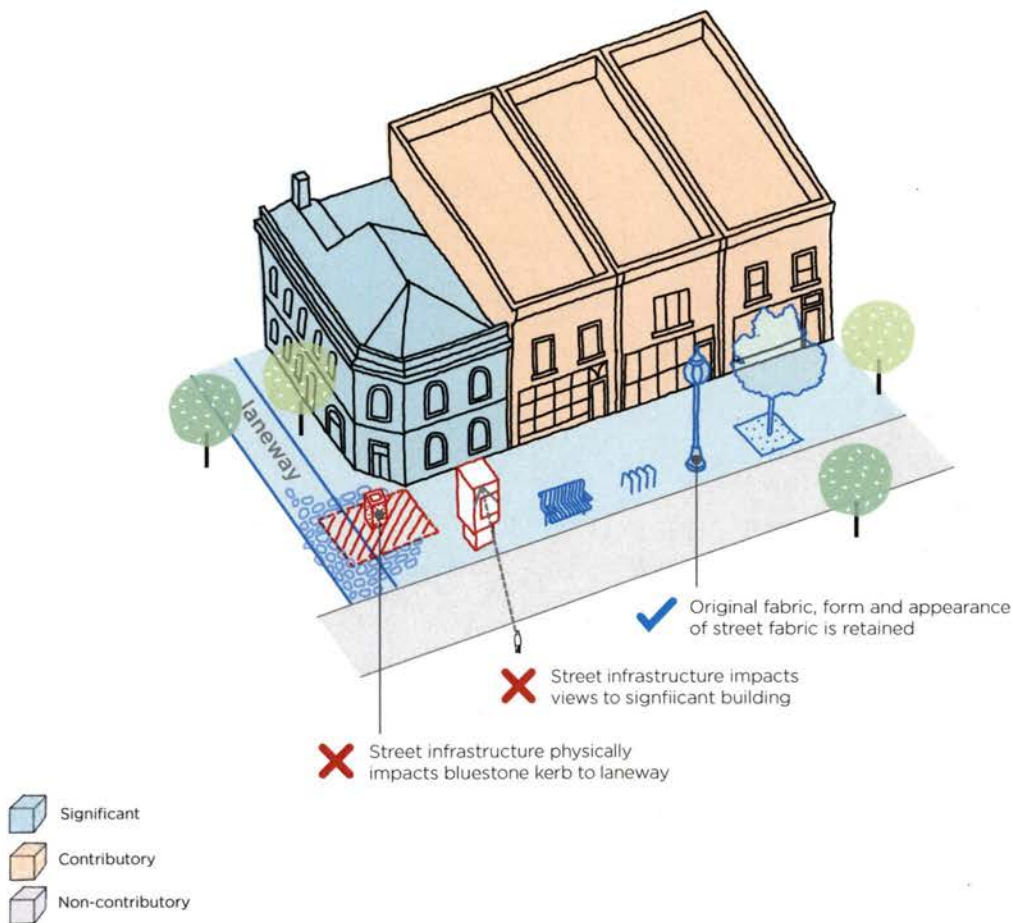 laneway
Original fabric, form and appearance
of street fabric is retained
Street infrastructure impacts
views to signfiicant building
Street infrastructure physically
impacts bluestone kerb to laneway
Significant
Contributory
Non-contributory